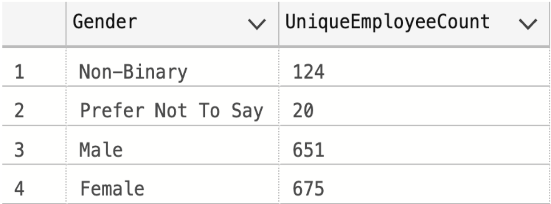 Gender UniqueEmployeeCount
1 Non-Binary 124
2 Prefer Not To Say 20
3 Male 651
4 Female 675